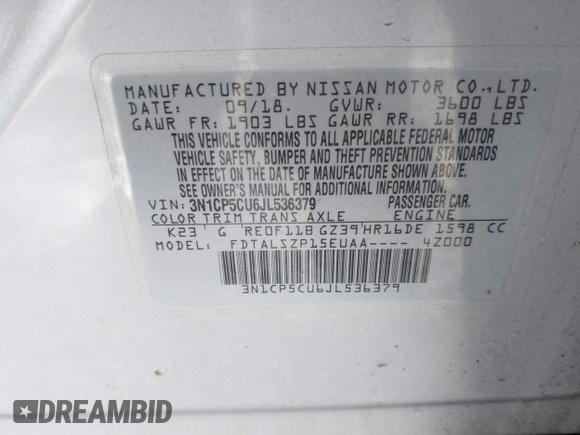 MANUFACTURED BY NISSAN MOTOR CO., LTD.
DATE: 09/18. GVWR: 3600 LBS
GAWR FR: 1903 LBS GAWR RR: 1698 LBS
THIS VEHICLE CONFORMS TO ALL APPLICABLE FEDERAL MOTOR
VEHICLE SAFETY, BUMPER AND THEFT PREVENTION STANDARDS
IN EFFECT ON THE DATE OF MANUFACTURE SHOWN ABOVE.
SEE OWNER'S MANUAL FOR ADDITIONAL INFORMATION.
VIN: 3N1CP5CU6JL536379 PASSENGER CAR.
COLOR TRIM TRANS AXLE ENGINE
K23 G RE0F11B GZ39 HR16DE 1598 CC
MODEL: FDTALSZP15EUAA---- 4Z000
3N1CP5CU6JL536379
DREAMBID